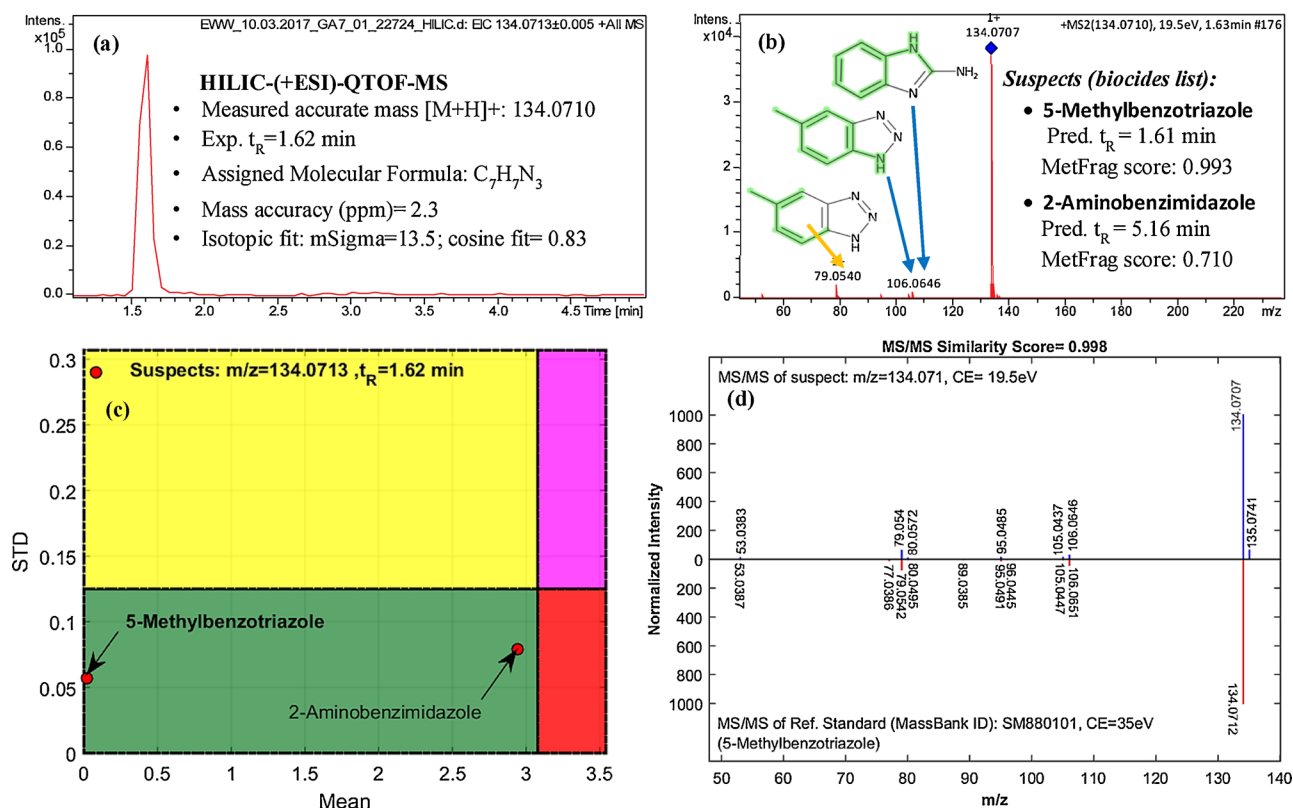 Intens.
x10⁵
EWW_10.03.2017_GA7_01_22724_HILIC.d: EIC 134.0713±0.005 +All MS
(a)
1.0
0.8
0.6
0.4
0.2
0.0
HILIC-(+ESI)-QTOF-MS
• Measured accurate mass [M+H]+: 134.0710
• Exp. tR=1.62 min
• Assigned Molecular Formula: C7H7N3
• Mass accuracy (ppm)= 2.3
• Isotopic fit: mSigma=13.5; cosine fit= 0.83
1.5 2.0 2.5 3.0 3.5 4.0 4.5 Time [min]
Intens.
x10⁴
+MS2(134.0710), 19.5eV, 1.63min #176
(b)
1+
134.0707
3
2
1
0
H
N
NH₂
N
N
N
N
H
N
N
N
H
79.0540
106.0646
Suspects (biocides list):
• 5-Methylbenzotriazole
Pred. tR = 1.61 min
MetFrag score: 0.993
• 2-Aminobenzimidazole
Pred. tR = 5.16 min
MetFrag score: 0.710
60 80 100 120 140 160 180 200 220 m/z
Suspects: m/z=134.0713 ,tR=1.62 min
(c)
0.3
0.25
0.2
0.15
0.1
0.05
0
STD
5-Methylbenzotriazole
2-Aminobenzimidazole
0 0.5 1 1.5 2 2.5 3 3.5
Mean
MS/MS Similarity Score= 0.998
MS/MS of suspect: m/z=134.071, CE= 19.5eV
(d)
1000
800
600
400
200
0
200
400
600
800
1000
Normalized Intensity
53.0383
79.054
80.0572
95.0485
105.0437
106.0646
134.0707
135.0741
53.0387
77.0386
79.0542
80.0495
89.0385
95.0491
96.0445
105.0447
106.0651
134.0712
MS/MS of Ref. Standard (MassBank ID): SM880101, CE=35eV
(5-Methylbenzotriazole)
50 60 70 80 90 100 110 120 130 140
m/z